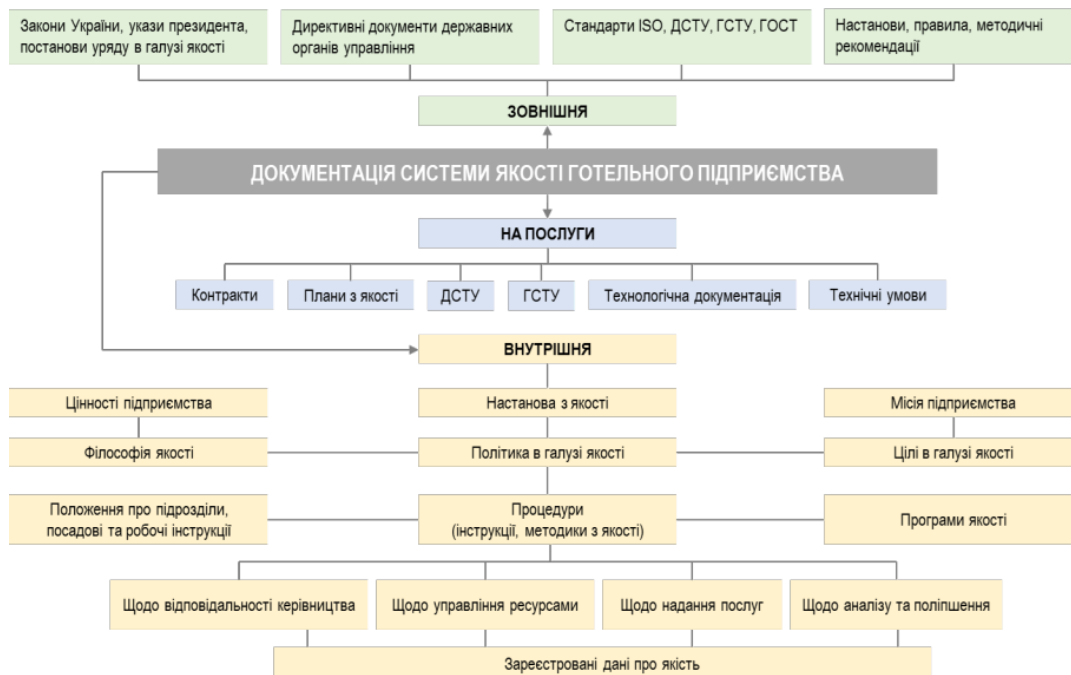 Закони України, укази президента,
постанови уряду в галузі якості
Директивні документи державних
органів управління
Стандарти ISO, ДСТУ, ГСТУ, ГОСТ
Настанови, правила, методичні
рекомендації
ЗОВНІШНЯ
ДОКУМЕНТАЦІЯ СИСТЕМИ ЯКОСТІ ГОТЕЛЬНОГО ПІДПРИЄМСТВА
НА ПОСЛУГИ
Контракти
Плани з якості
ДСТУ
ГСТУ
Технологічна документація
Технічні умови
ВНУТРІШНЯ
Цінності підприємства
Настанова з якості
Місія підприємства
Філософія якості
Політика в галузі якості
Цілі в галузі якості
Положення про підрозділи,
посадові та робочі інструкції
Процедури
(інструкції, методики з якості)
Програми якості
Щодо відповідальності керівництва
Щодо управління ресурсами
Щодо надання послуг
Щодо аналізу та поліпшення
Зареєстровані дані про якість